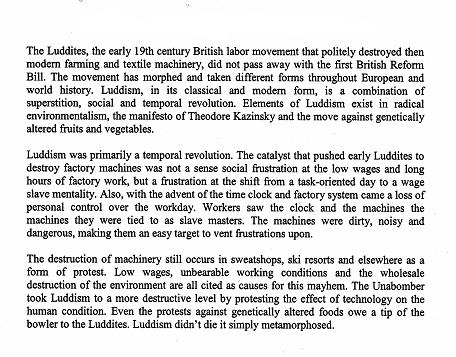 The Luddites, the early 19th century British labor movement that politely destroyed then
modern farming and textile machinery, did not pass away with the first British Reform
Bill. The movement has morphed and taken different forms throughout European and
world history. Luddism, in its classical and modern form, is a combination of
superstition, social and temporal revolution. Elements of Luddism exist in radical
environmentalism, the manifesto of Theodore Kazinsky and the move against genetically
altered fruits and vegetables.
Luddism was primarily a temporal revolution. The catalyst that pushed early Luddites to
destroy factory machines was not a sense social frustration at the low wages and long
hours of factory work, but a frustration at the shift from a task-oriented day to a wage
slave mentality. Also, with the advent of the time clock and factory system came a loss of
personal control over the workday. Workers saw the clock and the machines the
machines they were tied to as slave masters. The machines were dirty, noisy and
dangerous, making them an easy target to vent frustrations upon.
The destruction of machinery still occurs in sweatshops, ski resorts and elsewhere as a
form of protest. Low wages, unbearable working conditions and the wholesale
destruction of the environment are all cited as causes for this mayhem. The Unabomber
took Luddism to a more destructive level by protesting the effect of technology on the
human condition. Even the protests against genetically altered foods owe a tip of the
bowler to the Luddites. Luddism didn't die it simply metamorphosed.